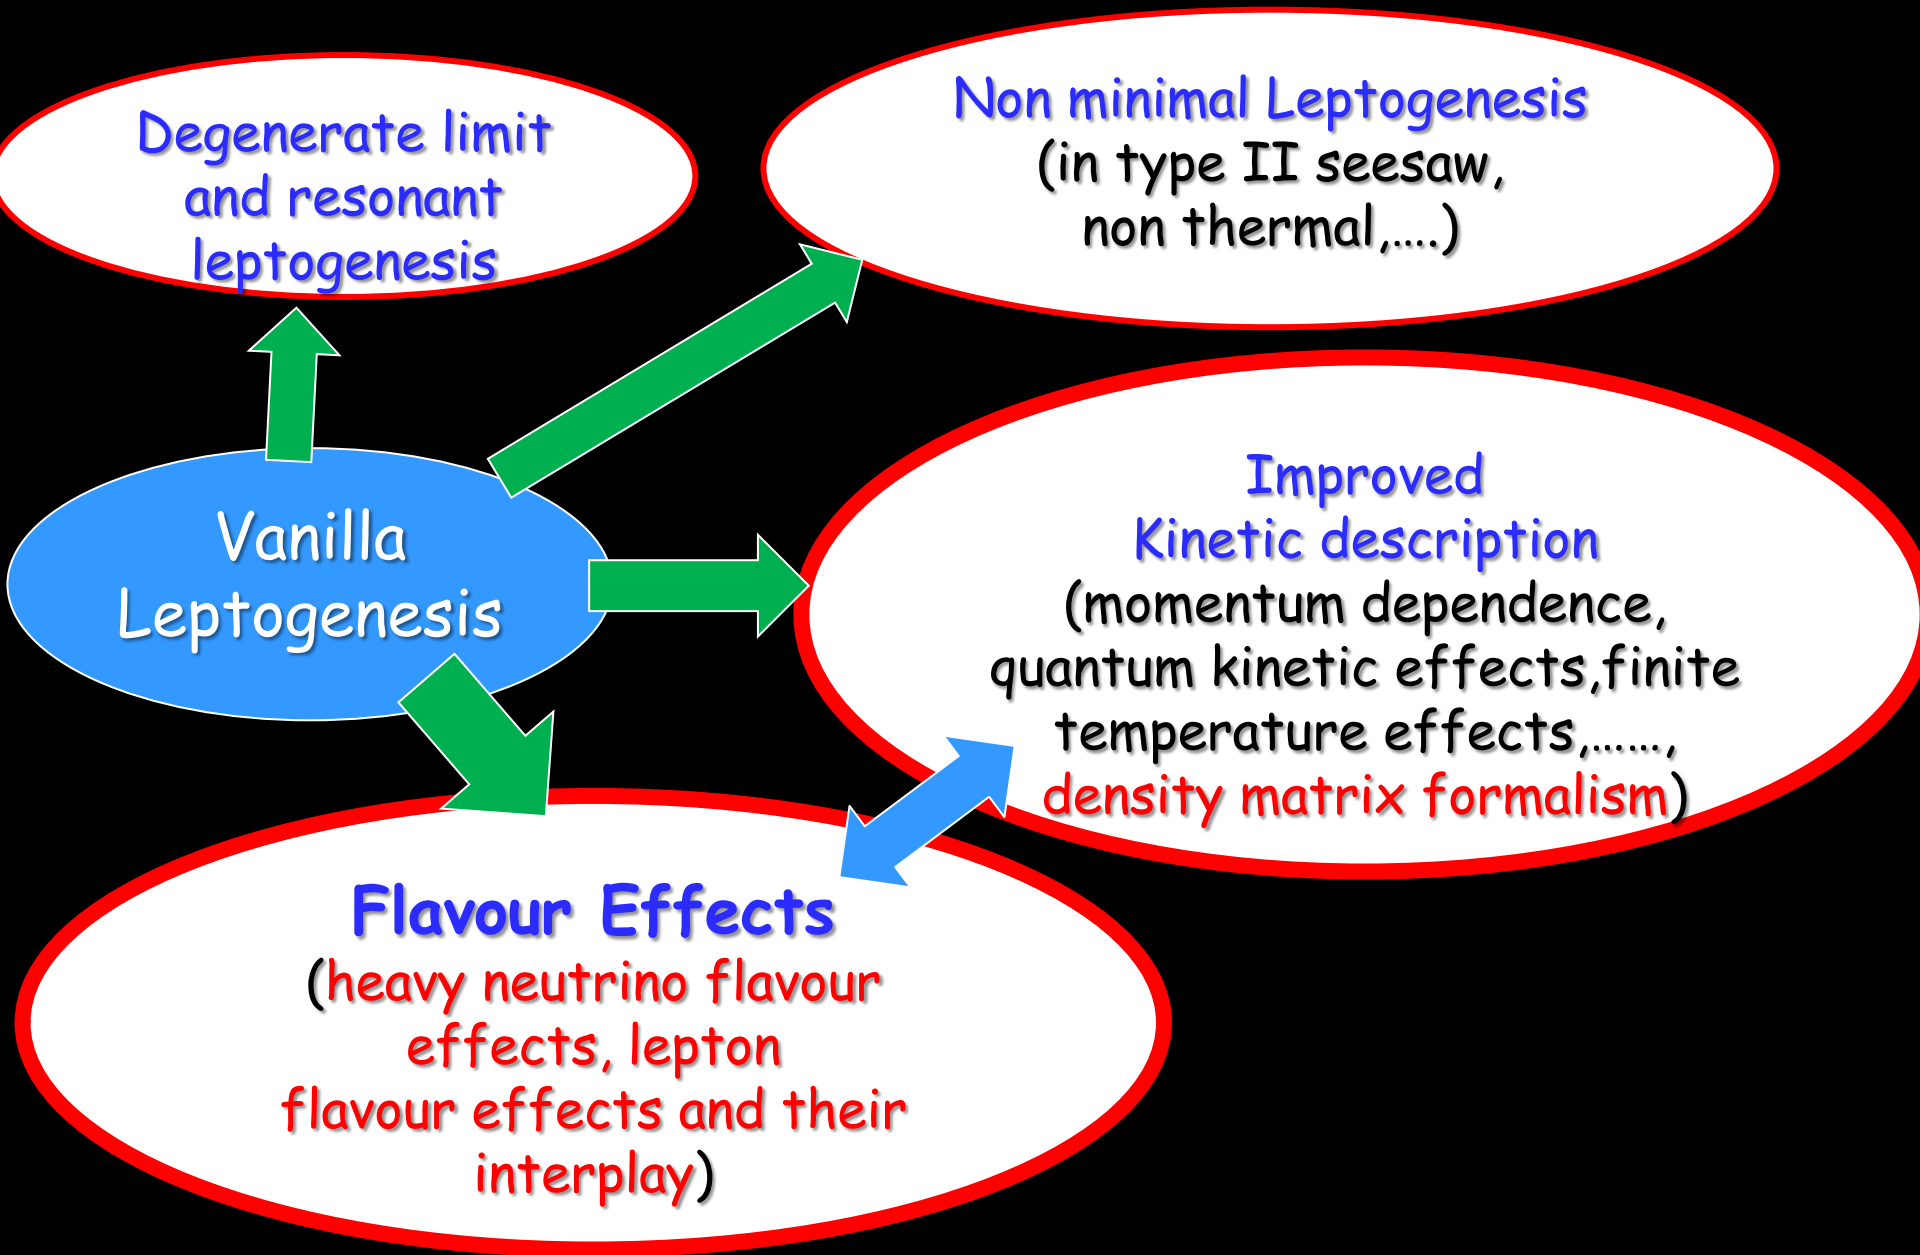 Degenerate limit
and resonant
leptogenesis
Non minimal Leptogenesis
(in type II seesaw,
non thermal,….)
Vanilla
Leptogenesis
Improved
Kinetic description
(momentum dependence,
quantum kinetic effects,finite
temperature effects,……,
density matrix formalism)
Flavour Effects
(heavy neutrino flavour
effects, lepton
flavour effects and their
interplay)